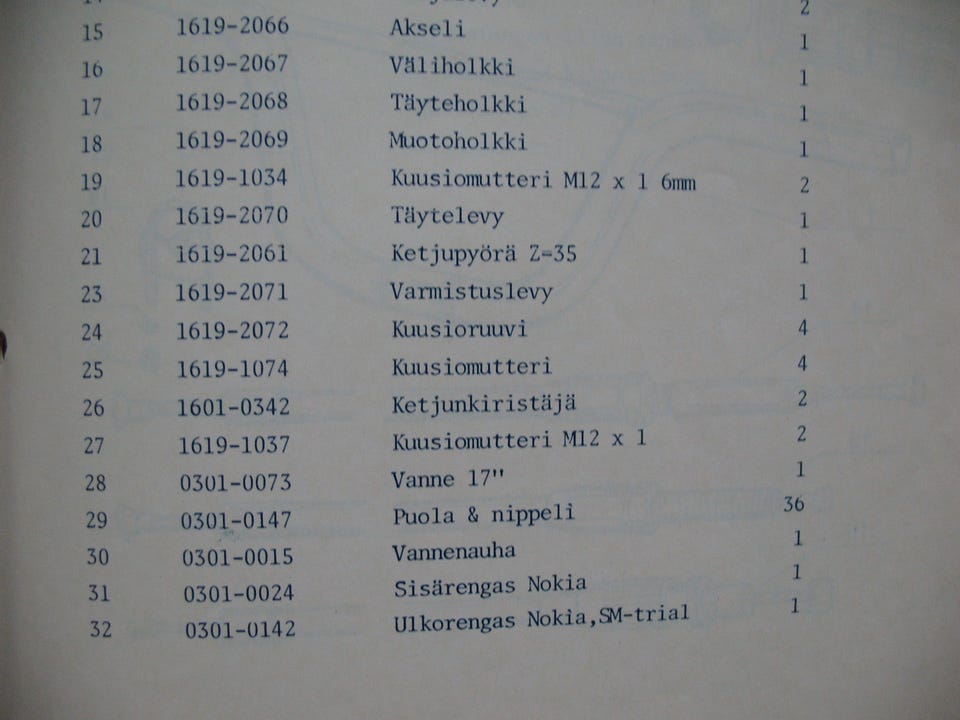 2
15 1619-2066 Akseli 1
16 1619-2067 Väliholkki 1
17 1619-2068 Täyteholkki 1
18 1619-2069 Muotoholkki 1
19 1619-1034 Kuusiomutteri M12 x 1 6mm 2
20 1619-2070 Täytelevy 1
21 1619-2061 Ketjupyörä Z=35 1
23 1619-2071 Varmistuslevy 1
24 1619-2072 Kuusioruuvi 4
25 1619-1074 Kuusiomutteri 4
26 1601-0342 Ketjunkiristäjä 2
27 1619-1037 Kuusiomutteri M12 x 1 2
28 0301-0073 Vanne 17" 1
29 0301-0147 Puola & nippeli 36
30 0301-0015 Vannenauha 1
31 0301-0024 Sisärengas Nokia 1
32 0301-0142 Ulkorengas Nokia,SM-trial 1